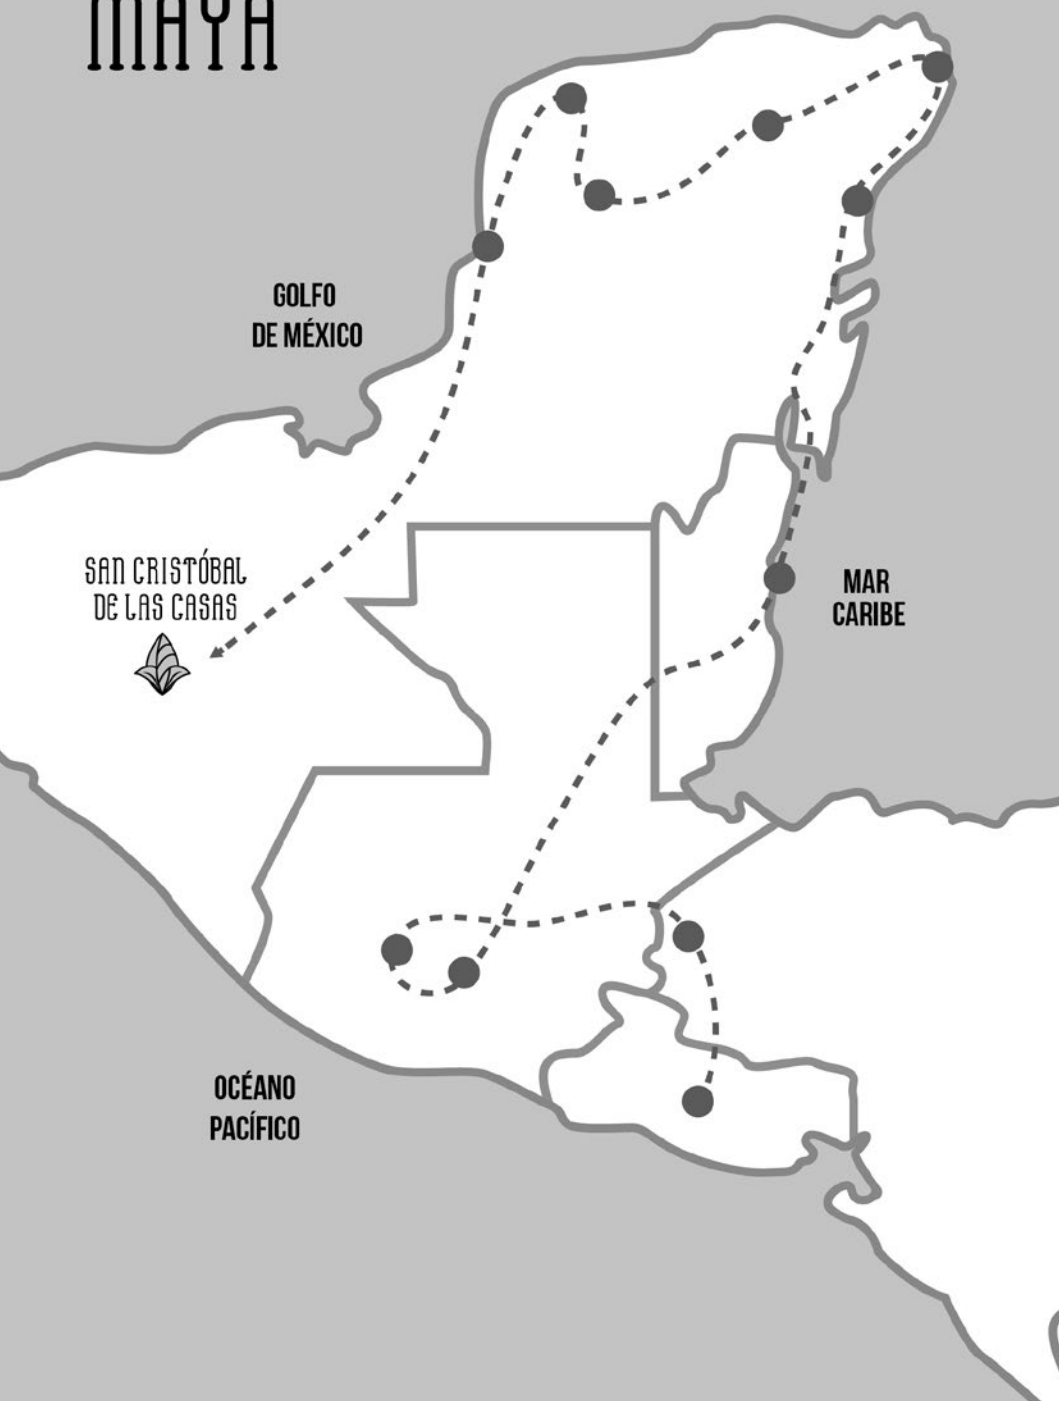 MAYA
GOLFO
DE MÉXICO
SAN CRISTÓBAL
DE LAS CASAS
MAR
CARIBE
OCÉANO
PACÍFICO